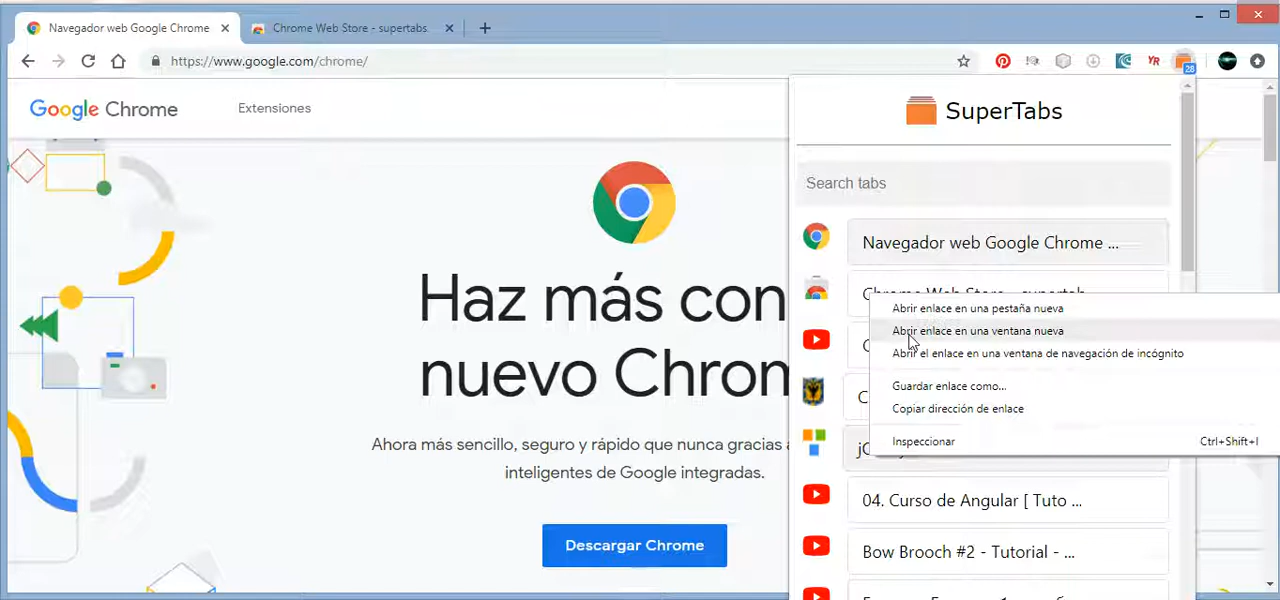 Navegador web Google Chrome
Chrome Web Store - supertabs
https://www.google.com/chrome/
YR
28
Google Chrome
Extensiones
Haz más con
nuevo Chrom
Ahora más sencillo, seguro y rápido que nunca gracias a
inteligentes de Google integradas.
Descargar Chrome
SuperTabs
Search tabs
Navegador web Google Chrome ...
Chrome Web Store - supertab
Abrir enlace en una pestaña nueva
Abrir enlace en una ventana nueva
Abrir el enlace en una ventana de navegación de incógnito
Guardar enlace como...
Copiar dirección de enlace
Inspeccionar Ctrl+Shift+I
04. Curso de Angular [ Tuto ...
Bow Brooch #2 - Tutorial - ...